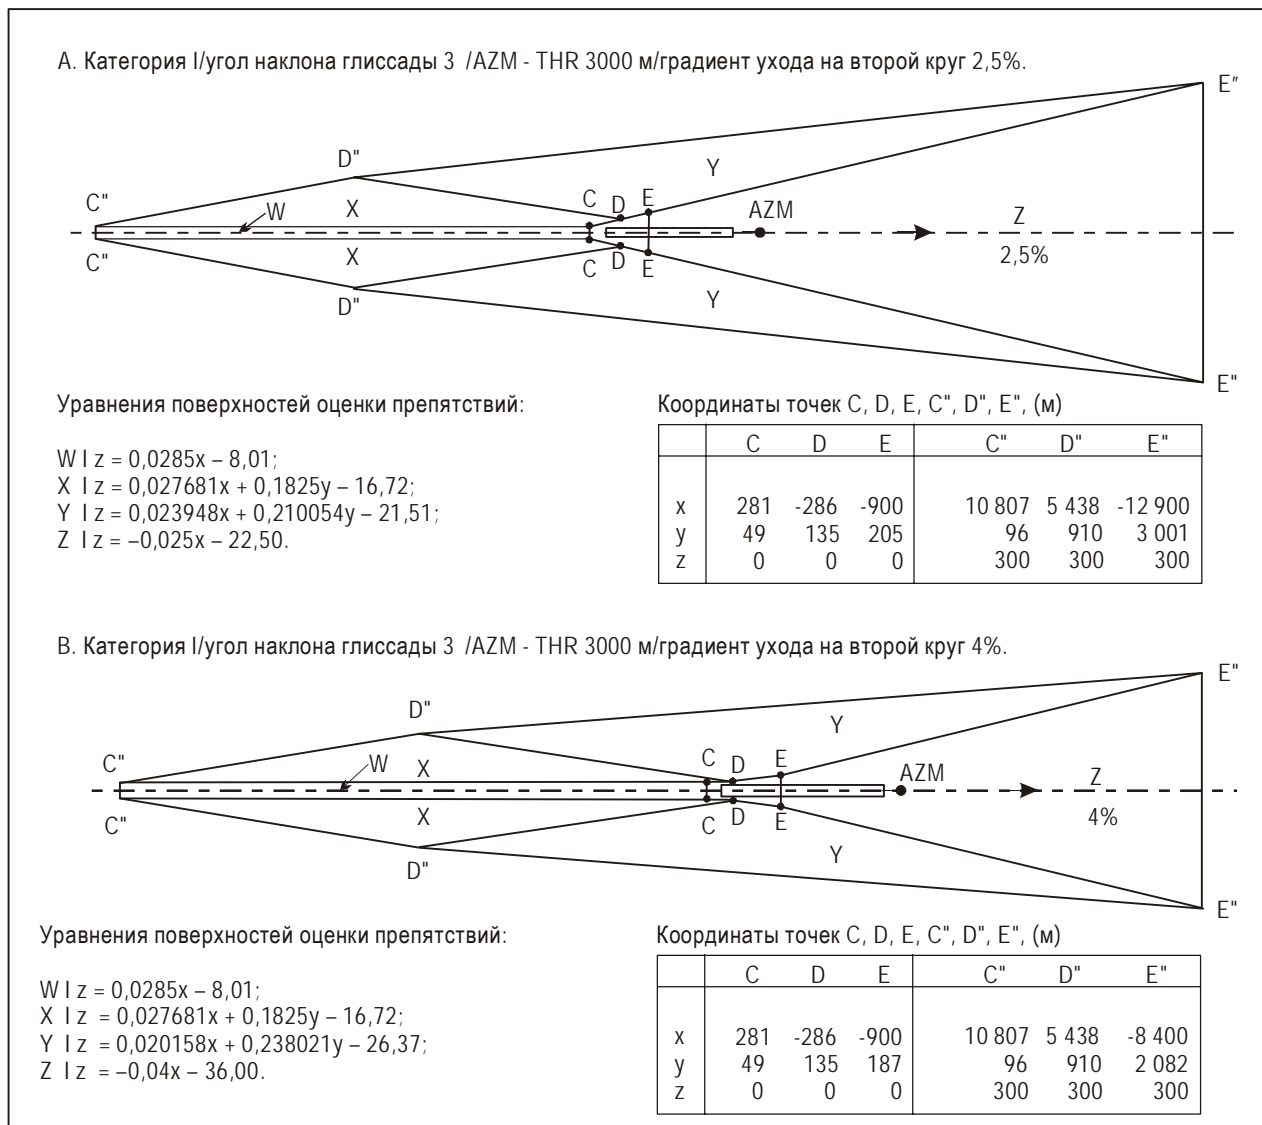 A. Категория I/угол наклона глиссады 3 /AZM - THR 3000 м/градиент ухода на второй круг 2,5%.
E"
D"
Y
C"
W
X
C D E
AZM
Z
2,5%
C"
X
C D E
D"
Y
E"
Уравнения поверхностей оценки препятствий:
W I z = 0,0285x – 8,01;
X I z = 0,027681x + 0,1825y – 16,72;
Y I z = 0,023948x + 0,210054y – 21,51;
Z I z = –0,025x – 22,50.
Координаты точек C, D, E, C", D", E", (м)
C D E C" D" E"
x 281 -286 -900 10 807 5 438 -12 900
y 49 135 205 96 910 3 001
z 0 0 0 300 300 300
B. Категория I/угол наклона глиссады 3 /AZM - THR 3000 м/градиент ухода на второй круг 4%.
E"
D"
Y
C"
W
X
C D E
AZM
Z
4%
C"
X
C D E
D"
Y
E"
Уравнения поверхностей оценки препятствий:
W I z = 0,0285x – 8,01;
X I z = 0,027681x + 0,1825y – 16,72;
Y I z = 0,020158x + 0,238021y – 26,37;
Z I z = –0,04x – 36,00.
Координаты точек C, D, E, C", D", E", (м)
C D E C" D" E"
x 281 -286 -900 10 807 5 438 -8 400
y 49 135 187 96 910 2 082
z 0 0 0 300 300 300